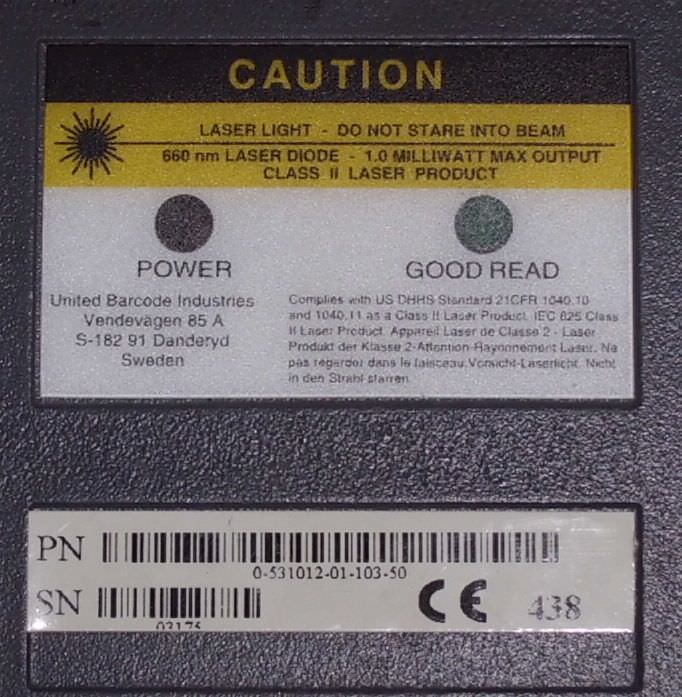 CAUTION
LASER LIGHT - DO NOT STARE INTO BEAM
660 nm LASER DIODE - 1.0 MILLIWATT MAX OUTPUT
CLASS II LASER PRODUCT
POWER
GOOD READ
United Barcode Industries
Vendevägen 85 A
S-182 91 Danderyd
Sweden
Complies with US DHHS Standard 21CFR 1040.10
and 1040.11 as a Class II Laser Product. IEC 825 Class
II Laser Product. Appareil Laser de Classe 2 - Laser
Produkt der Klasse 2-Attention-Rayonnement Laser. Ne
pas regarder dans le faisceau.Vorsicht-Laserlicht. Nicht
in den Strahl starren
PN
0-531012-01-103-50
SN
03175
CE 438